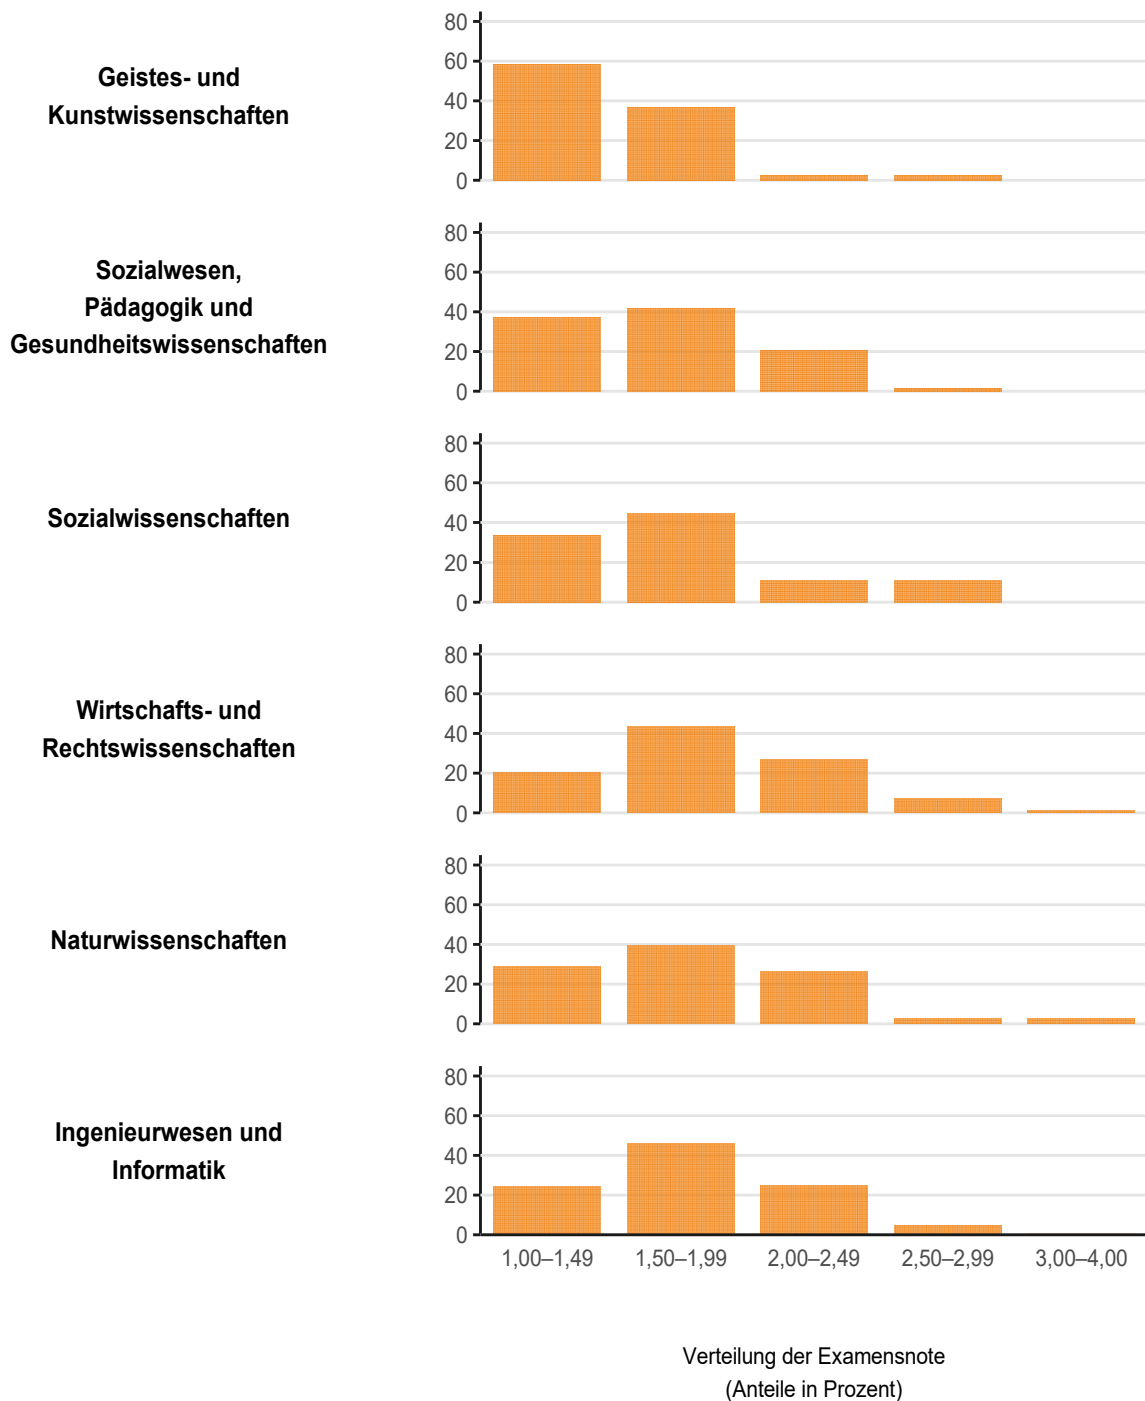 Geistes- und
Kunstwissenschaften
80
60
40
20
0
Sozialwesen,
Pädagogik und
Gesundheitswissenschaften
80
60
40
20
0
Sozialwissenschaften
80
60
40
20
0
Wirtschafts- und
Rechtswissenschaften
80
60
40
20
0
Naturwissenschaften
80
60
40
20
0
Ingenieurwesen und
Informatik
80
60
40
20
0
1,00–1,49 1,50–1,99 2,00–2,49 2,50–2,99 3,00–4,00
Verteilung der Examensnote
(Anteile in Prozent)